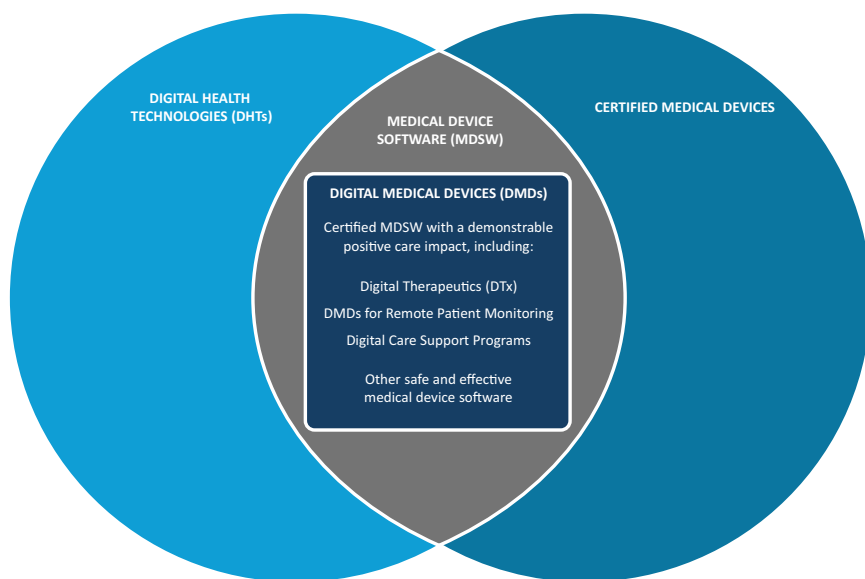 DIGITAL HEALTH
TECHNOLOGIES (DHTs)
MEDICAL DEVICE
SOFTWARE (MDSW)
CERTIFIED MEDICAL DEVICES
DIGITAL MEDICAL DEVICES (DMDs)
Certified MDSW with a demonstrable
positive care impact, including:
Digital Therapeutics (DTx)
DMDs for Remote Patient Monitoring
Digital Care Support Programs
Other safe and effective
medical device software